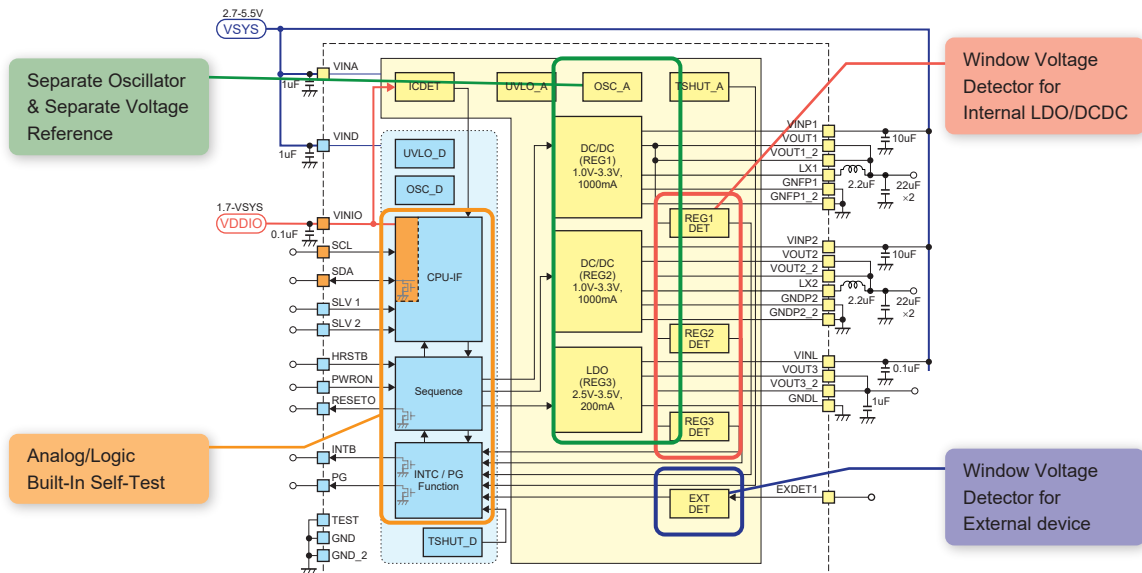 2.7-5.5V
VSYS
Separate Oscillator
& Separate Voltage
Reference
Window Voltage
Detector for
Internal LDO/DCDC
VINA
1uF
ICDET
UVLO_A
OSC_A
TSHUT_A
VIND
1uF
UVLO_D
OSC_D
DC/DC
(REG1)
1.0V-3.3V,
1000mA
VINP1
VOUT1
VOUT1_2
LX1
GNFP1
GNFP1_2
10uF
2.2uF
22uF
×2
1.7-VSYS
VDDIO
VINIO
0.1uF
SCL
SDA
SLV 1
SLV 2
CPU-IF
REG1
DET
DC/DC
(REG2)
1.0V-3.3V,
1000mA
VINP2
VOUT2
VOUT2_2
LX2
GNDP2
GNDP2_2
10uF
2.2uF
22uF
×2
REG2
DET
HRSTB
PWRON
RESETO
Sequence
LDO
(REG3)
2.5V-3.5V,
200mA
VINL
VOUT3
VOUT3_2
GNDL
0.1uF
1uF
REG3
DET
Analog/Logic
Built-In Self-Test
INTB
PG
INTC / PG
Function
EXT
DET
EXDET1
Window Voltage
Detector for
External device
TEST
GND
GND_2
TSHUT_D